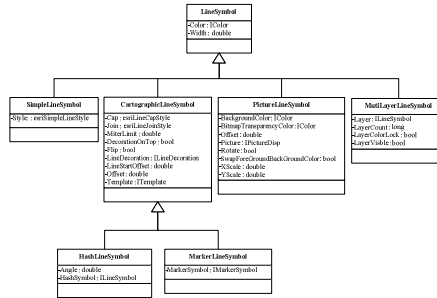 LineSymbol
-Color : IColor
-Width : double
SimpleLineSymbol
-Style : esriSimpleLineStyle
CartographicLineSymbol
-Cap : esriLineCapStyle
-Join : esriLineJoinStyle
-MiterLimit : double
-DecorationOnTop : bool
-Flip : bool
-LineDecoration : ILineDecoration
-LineStartOffset : double
-Offset : double
-Template : ITemplate
PictureLineSymbol
-BackgroundColor : IColor
-BitmapTransparencyColor : IColor
-Offset : double
-Picture : IPictureDisp
-Rotate : bool
-SwapForeGroundBackGroundColor : bool
-XScale : double
-YScale : double
MutilLayerLineSymbol
-Layer : ILineSymbol
-LayerCount : long
-LayerColorLock : bool
-LayerVisble : bool
HashLineSymbol
-Angle : double
-HashSymbol : ILineSymbol
MarkerLineSymbol
-MarkerSymbol : IMarkerSymbol